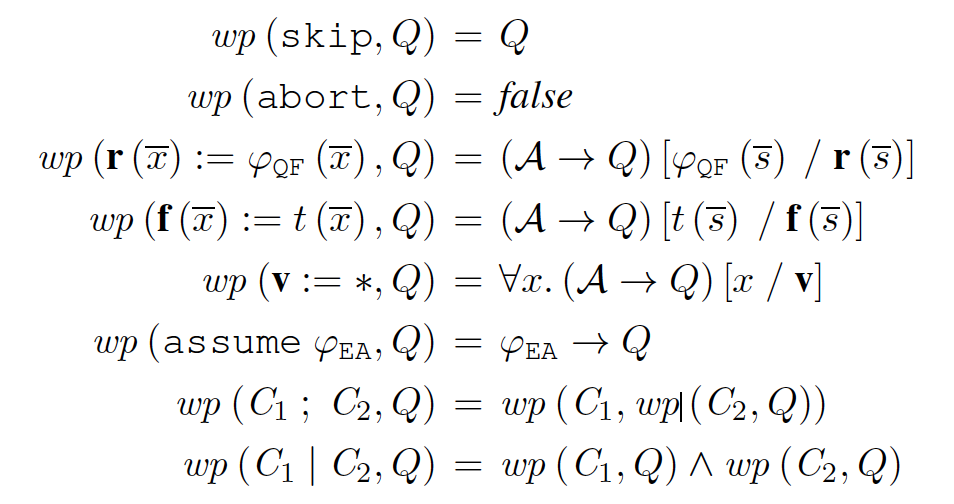 wp (skip, Q) = Q
wp (abort, Q) = false
wp (r (x̅) := φ_QF (x̅) , Q) = (𝒜 → Q) [φ_QF (s̅) / r (s̅)]
wp (f (x̅) := t (x̅) , Q) = (𝒜 → Q) [t (s̅) / f (s̅)]
wp (v := *, Q) = ∀x. (𝒜 → Q) [x / v]
wp (assume φ_EA, Q) = φ_EA → Q
wp (C₁ ; C₂, Q) = wp (C₁, wp (C₂, Q))
wp (C₁ | C₂, Q) = wp (C₁, Q) ∧ wp (C₂, Q)